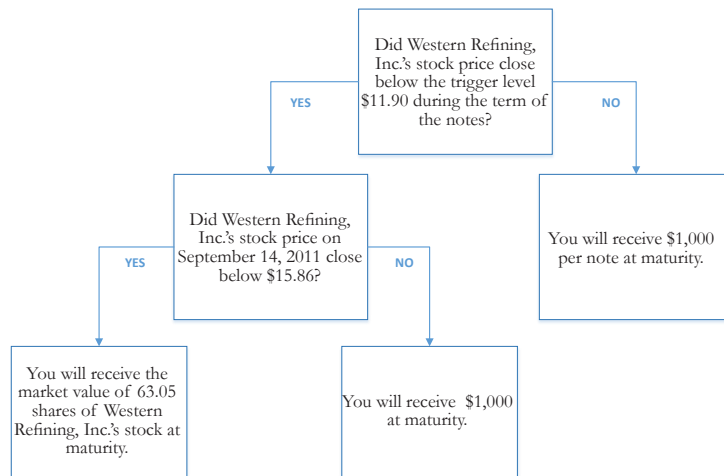 Did Western Refining,
Inc.'s stock price close
below the trigger level
$11.90 during the term of
the notes?
YES
NO
Did Western Refining,
Inc.'s stock price on
September 14, 2011 close
below $15.86?
You will receive $1,000
per note at maturity.
YES
NO
You will receive the
market value of 63.05
shares of Western
Refining, Inc.'s stock at
maturity.
You will receive $1,000
at maturity.